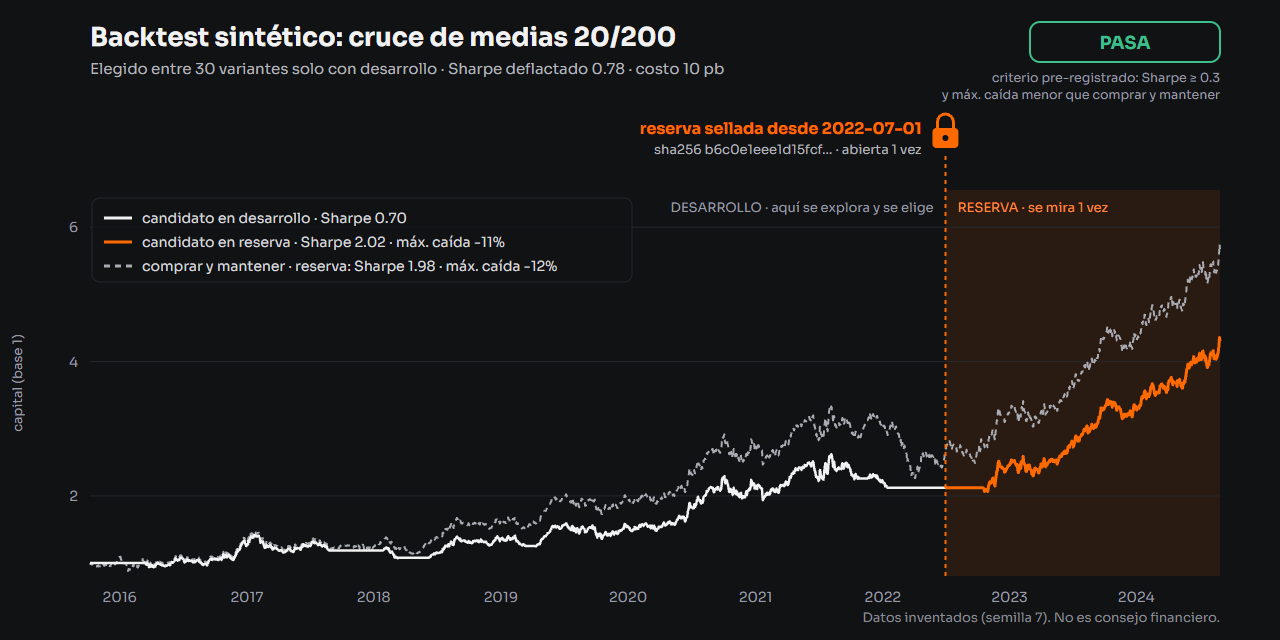 Backtest sintético: cruce de medias 20/200
Elegido entre 30 variantes solo con desarrollo · Sharpe deflactado 0.78 · costo 10 pb
PASA
criterio pre-registrado: Sharpe ≥ 0.3
y máx. caída menor que comprar y mantener
reserva sellada desde 2022-07-01
sha256 b6c0e1eee1d15fcf... · abierta 1 vez
candidato en desarrollo · Sharpe 0.70
candidato en reserva · Sharpe 2.02 · máx. caída -11%
comprar y mantener · reserva: Sharpe 1.98 · máx. caída -12%
DESARROLLO · aquí se explora y se elige
RESERVA · se mira 1 vez
capital (base 1)
6
4
2
2016 2017 2018 2019 2020 2021 2022 2023 2024
Datos inventados (semilla 7). No es consejo financiero.